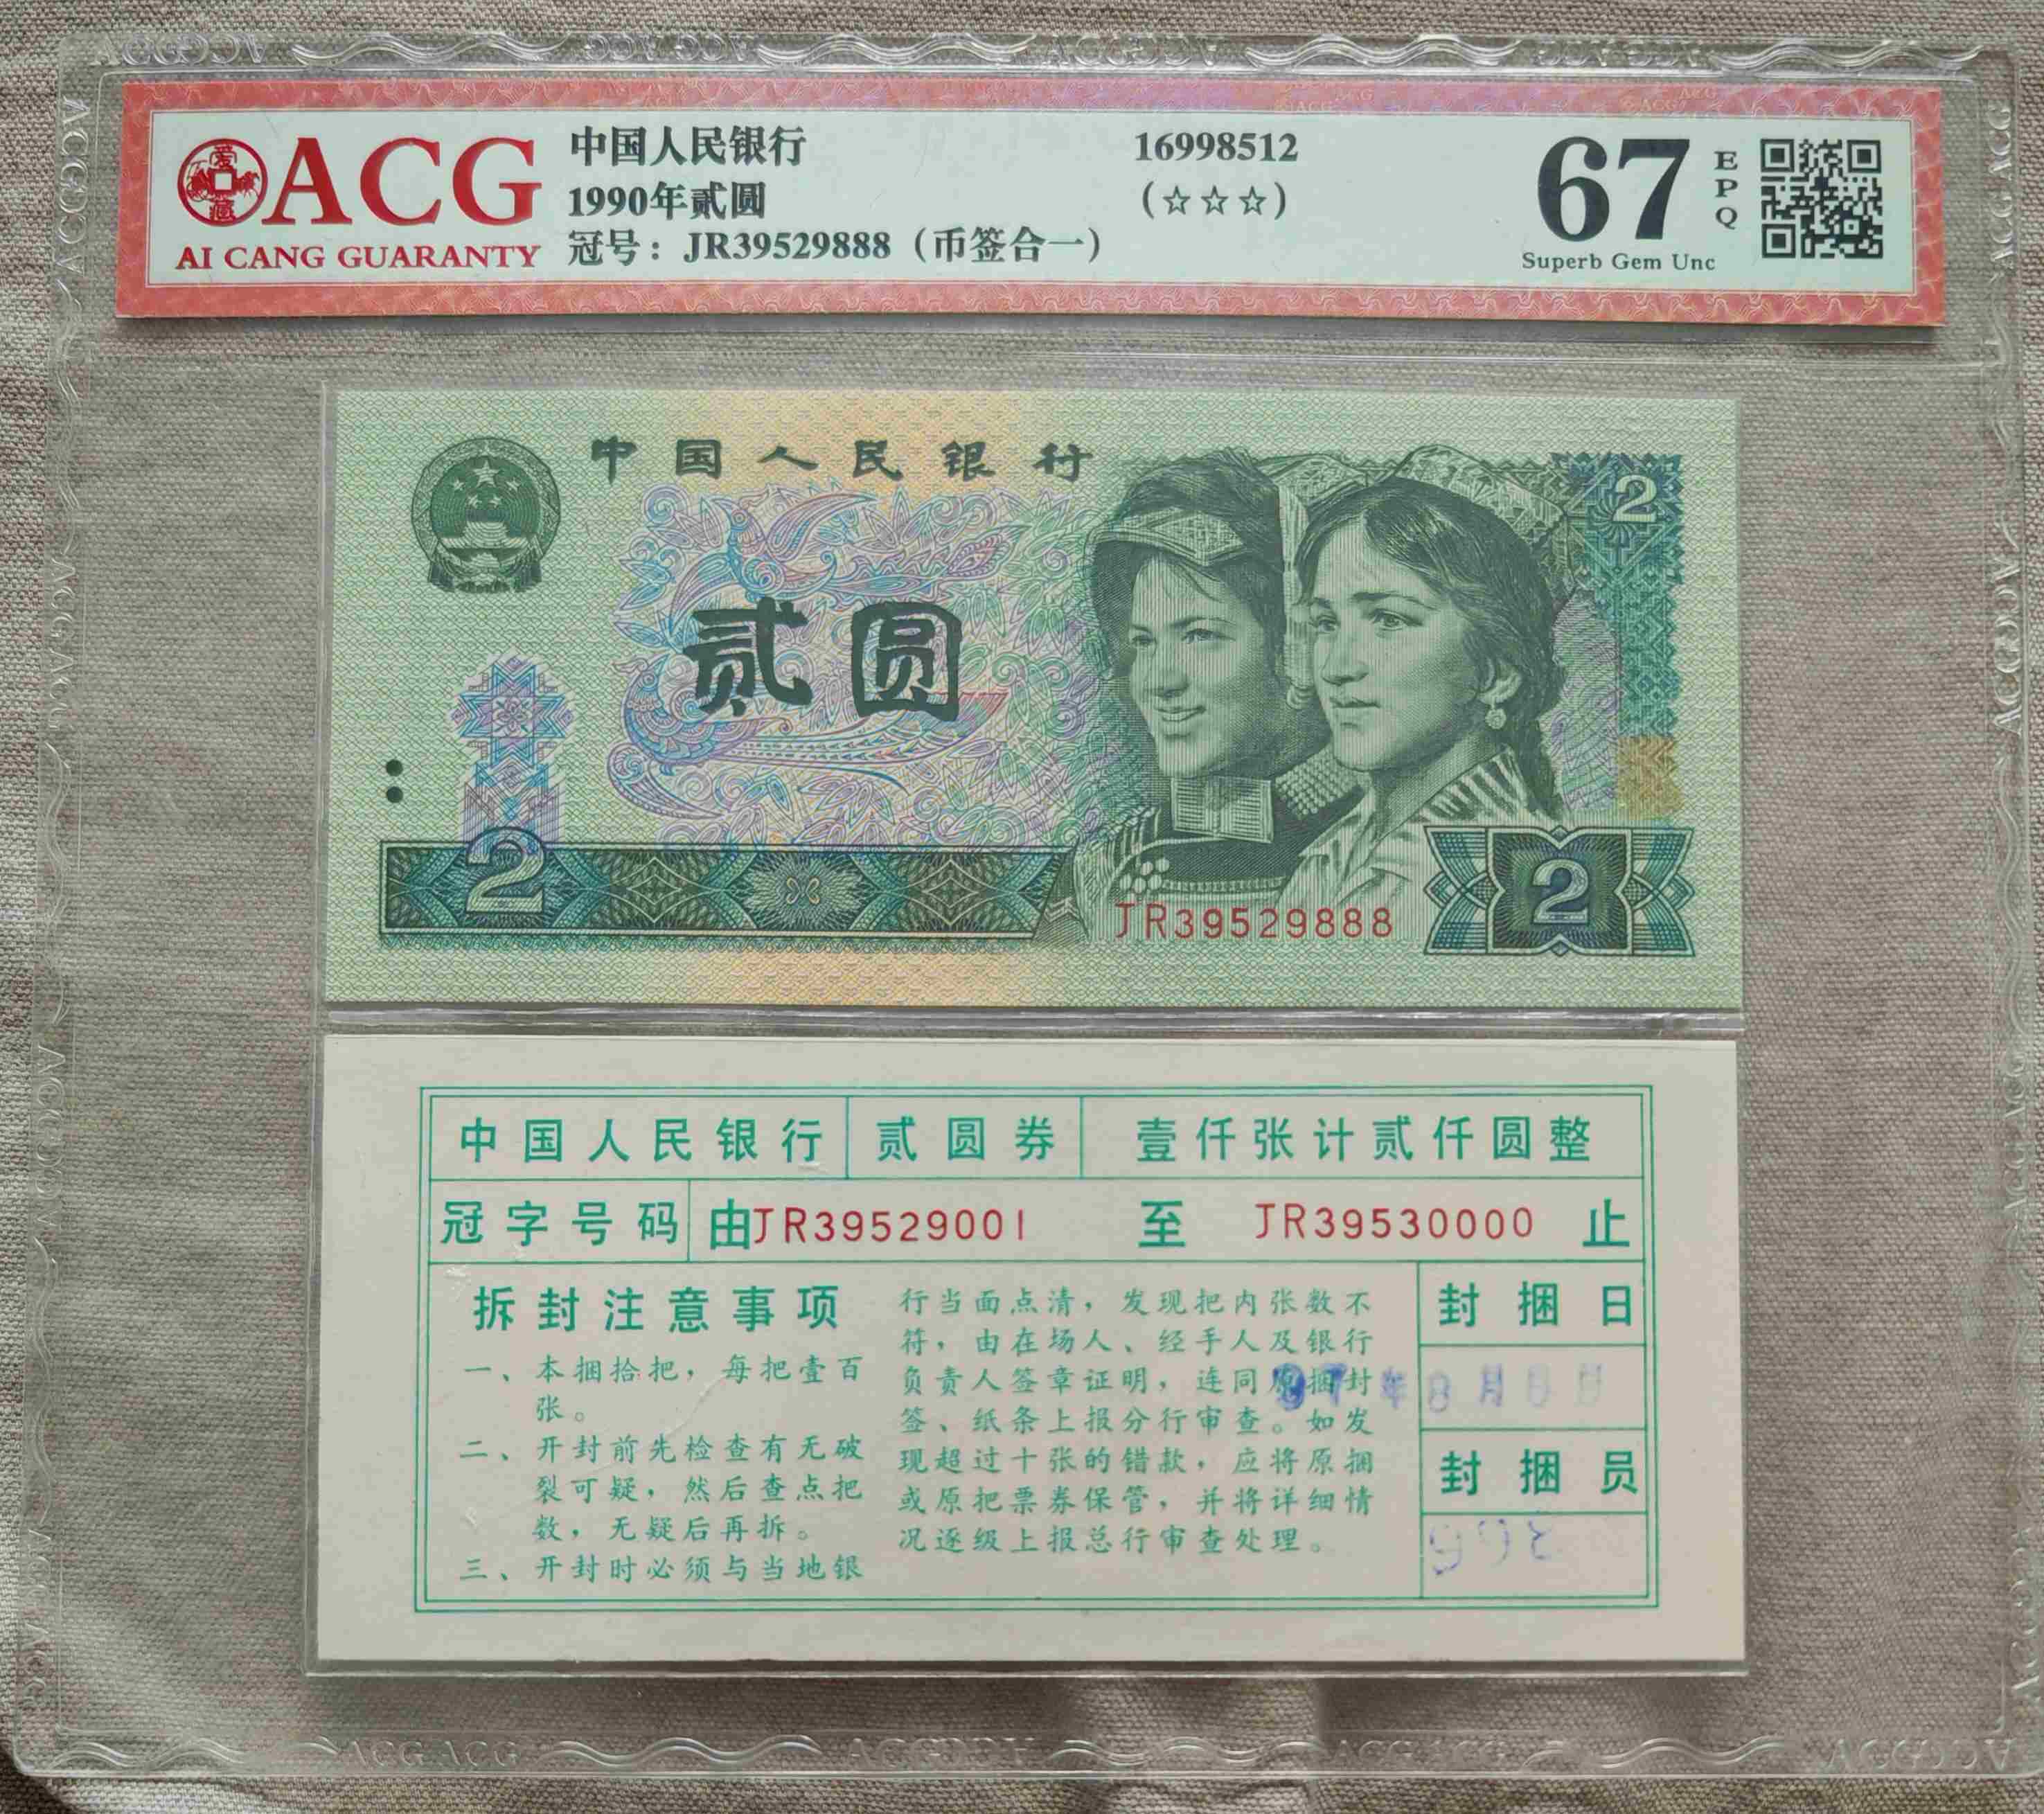 ACG
AI CANG GUARANTY
中国人民银行
1990年贰圆
冠号：JR39529888（币签合一）
16998512
(☆☆☆)
67
EPQ
Superb Gem Unc
中国人民银行
2
贰圆
2
JR39529888
2
中国人民银行 贰圆券 壹仟张计贰仟圆整
冠字号码 由JR39529001 至 JR39530000 止
拆封注意事项
一、本捆拾把，每把壹百
张。
二、开封前先检查有无破
裂可疑，然后查点把
数，无疑后再拆。
三、开封时必须与当地银
行当面点清，发现把内张数不
符，由在场人、经手人及银行
负责人签章证明，连同原捆封
签、纸条上报分行审查。如发
现超过十张的错款，应将原捆
或原把票券保管，并将详细情
况逐级上报总行审查处理。
封捆日
97年8月8日
封捆员